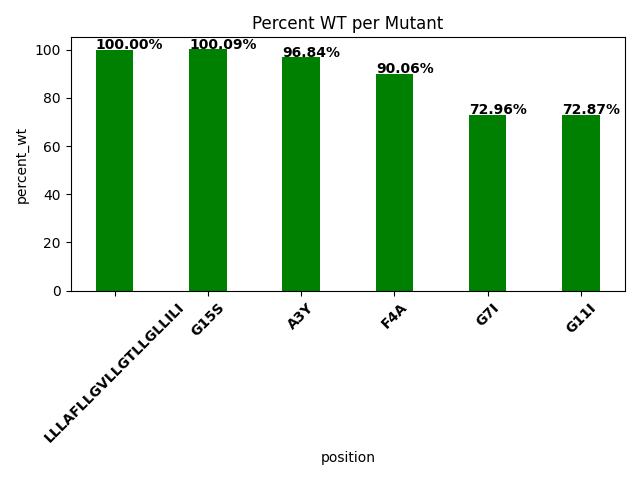 Percent WT per Mutant
percent_wt
100
80
60
40
20
0
100.00%
100.09%
96.84%
90.06%
72.96%
72.87%
LLLAFLLGVLLGTLLGLLILI
G15S
A3Y
F4A
G7I
G11I
position